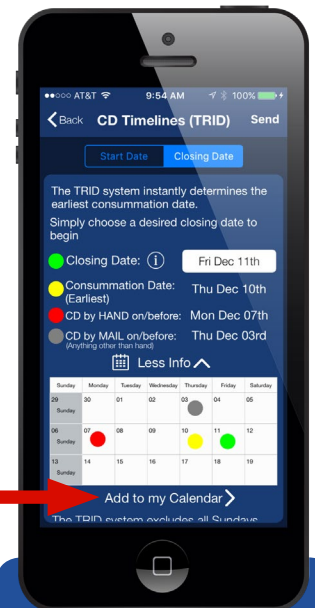 AT&T 9:54 AM 100%
Back CD Timelines (TRID) Send
Start Date Closing Date
The TRID system instantly determines the
earliest consummation date.
Simply choose a desired closing date to
begin
Closing Date: i Fri Dec 11th
Consummation Date: Thu Dec 10th
(Earliest)
CD by HAND on/before: Mon Dec 07th
CD by MAIL on/before: Thu Dec 03rd
(Anything other than hand)
Less Info
Sunday Monday Tuesday Wednesday Thursday Friday Saturday
29 30 01 02 03 04 05
Sunday
06 07 08 09 10 11 12
Sunday
13 14 15 16 17 18 19
Sunday
Add to my Calendar
The TRID system excludes all Sundays